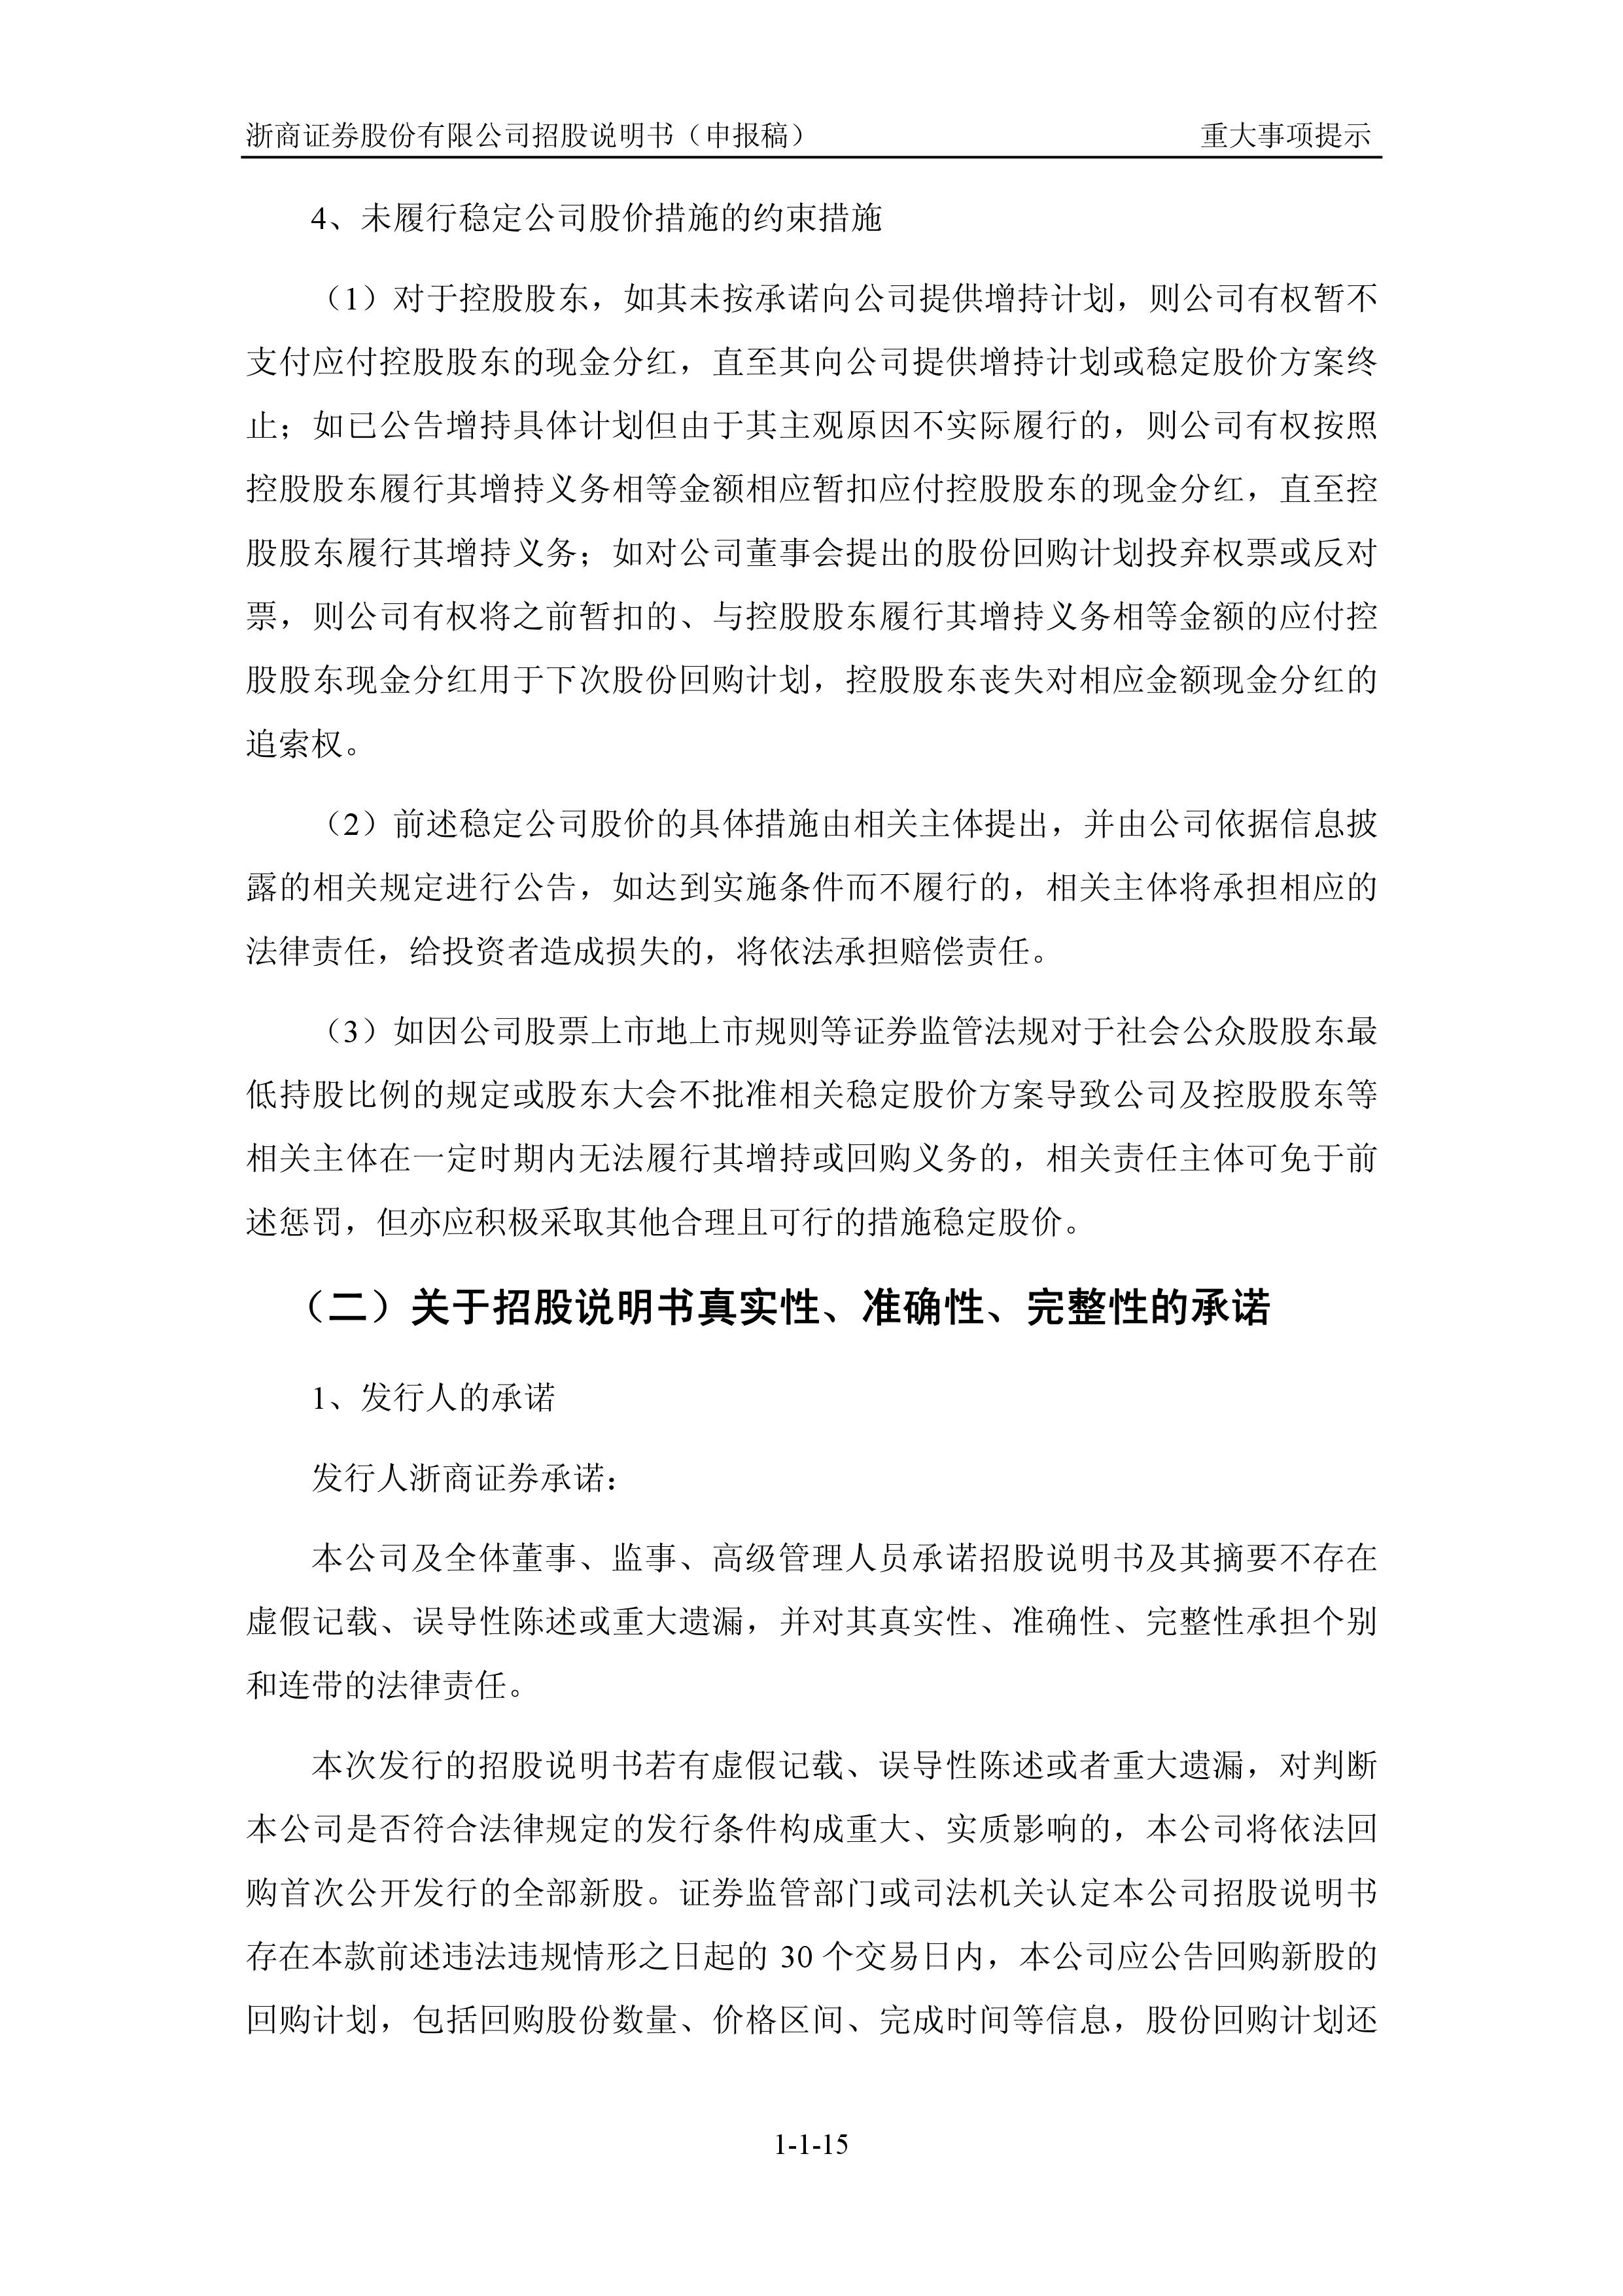 浙商证券股份有限公司招股说明书（申报稿） 重大事项提示
4、未履行稳定公司股价措施的约束措施
（1）对于控股股东，如其未按承诺向公司提供增持计划，则公司有权暂不
支付应付控股股东的现金分红，直至其向公司提供增持计划或稳定股价方案终
止；如已公告增持具体计划但由于其主观原因不实际履行的，则公司有权按照
控股股东履行其增持义务相等金额相应暂扣应付控股股东的现金分红，直至控
股股东履行其增持义务；如对公司董事会提出的股份回购计划投弃权票或反对
票，则公司有权将之前暂扣的、与控股股东履行其增持义务相等金额的应付控
股股东现金分红用于下次股份回购计划，控股股东丧失对相应金额现金分红的
追索权。
（2）前述稳定公司股价的具体措施由相关主体提出，并由公司依据信息披
露的相关规定进行公告，如达到实施条件而不履行的，相关主体将承担相应的
法律责任，给投资者造成损失的，将依法承担赔偿责任。
（3）如因公司股票上市地上市规则等证券监管法规对于社会公众股股东最
低持股比例的规定或股东大会不批准相关稳定股价方案导致公司及控股股东等
相关主体在一定时期内无法履行其增持或回购义务的，相关责任主体可免于前
述惩罚，但亦应积极采取其他合理且可行的措施稳定股价。
（二）关于招股说明书真实性、准确性、完整性的承诺
1、发行人的承诺
发行人浙商证券承诺：
本公司及全体董事、监事、高级管理人员承诺招股说明书及其摘要不存在
虚假记载、误导性陈述或重大遗漏，并对其真实性、准确性、完整性承担个别
和连带的法律责任。
本次发行的招股说明书若有虚假记载、误导性陈述或者重大遗漏，对判断
本公司是否符合法律规定的发行条件构成重大、实质影响的，本公司将依法回
购首次公开发行的全部新股。证券监管部门或司法机关认定本公司招股说明书
存在本款前述违法违规情形之日起的 30 个交易日内，本公司应公告回购新股的
回购计划，包括回购股份数量、价格区间、完成时间等信息，股份回购计划还
1-1-15